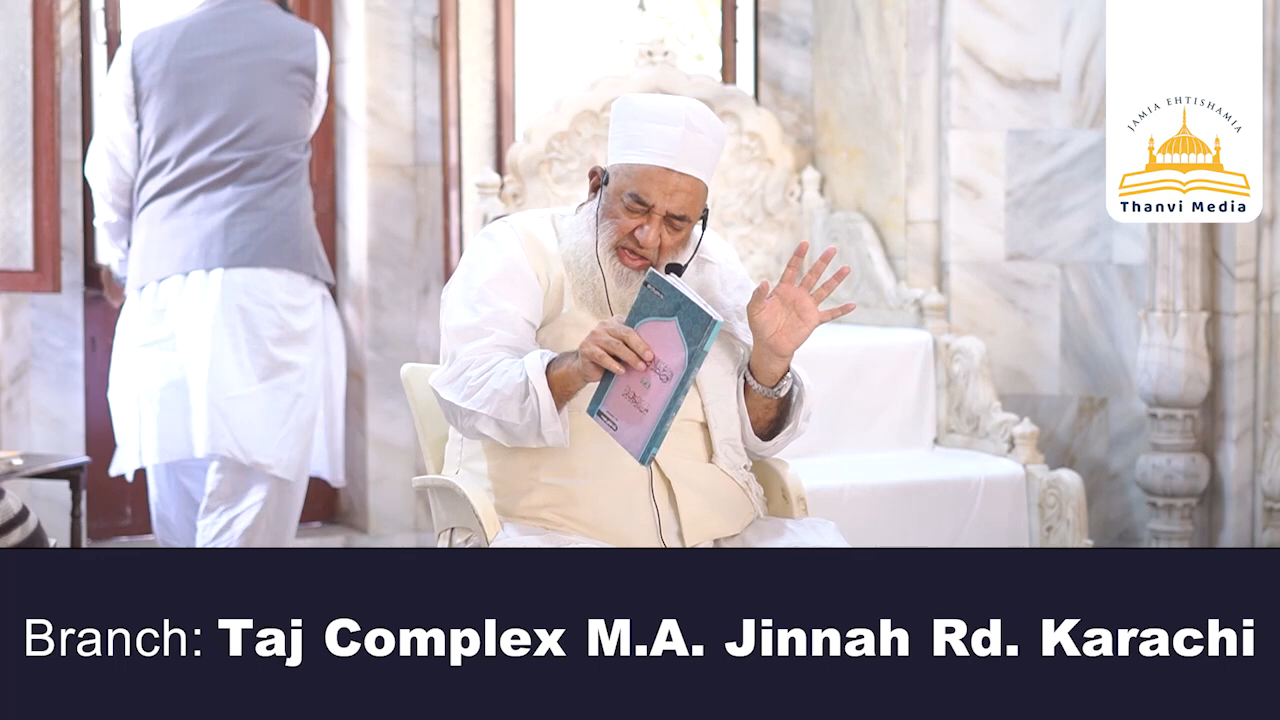 JAMIA EHTISHAMIA
Thanvi Media
Branch: Taj Complex M.A. Jinnah Rd. Karachi